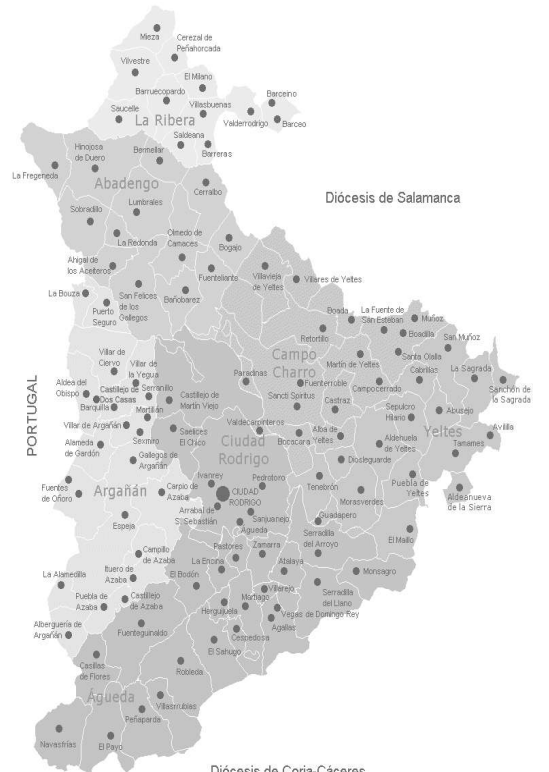 Mieza
Cerezal de
Peñahorcada
Vilvestre
El Milano
Barruecopardo
Barceino
Villasbuenas
Saucelle
La Ribera
Valderrodrigo
Barceo
Hinojosa
de Duero
Bermellar
Saldeana
Barreras
La Fregeneda
Abadengo
Cerralbo
Diócesis de Salamanca
Lumbrales
Sobradillo
La Redonda
Olmedo de
Camaces
Bogajo
Ahigal de
los Aceiteros
Fuenteliante
Villavieja
de Yeltes
Villares de Yeltes
La Bouza
San Felices
de los
Gallegos
Bañobarez
Puerto
Seguro
Boada
La Fuente de
San Esteban
Muñoz
Retortillo
Boadilla
San Muñoz
Villar de
Ciervo
Villar de
la Yegua
Campo
Charro
Martín de Yeltes
Santa Olalla
La Sagrada
Cabrillas
PORTUGAL
Aldea del
Obispo
Castillejo de
Dos Casas
Serranillo
Castillejo de
Martín Viejo
Paradinas
Fuenterroble
Campocerrado
Sanchón de
la Sagrada
Barquilla
Martillán
Sancti Spiritus
Castraz
Sepulcro
Hilario
Abusejo
Villar de Argañán
Sexmiro
Saelices
El Chico
Valdecarpinteros
Ciudad
Rodrigo
Bocacara
Alba de
Yeltes
Yeltes
Avililla
Alameda
de Gardón
Gallegos de
Argañán
Aldehuela
de Yeltes
Tamames
Diosleguarde
Fuentes
de Oñoro
Argañán
Carpio de
Azaba
Ivanrey
Pedrotoro
Tenebrón
Puebla de
Yeltes
CIUDAD
RODRIGO
Morasverdes
Aldeanueva
de la Sierra
Espeja
Arrabal de
S. Sebastián
Sanjuanejo
Guadapero
Águeda
Serradilla
del Arroyo
El Maillo
Campillo
de Azaba
Pastores
Zamarra
Ituero de
Azaba
La Encina
Atalaya
Monsagro
La Alamedilla
El Bodón
Serradilla
del Llano
Puebla de
Azaba
Castillejo
de Azaba
Martiago
Villarejo
Herguijuela
Vegas de Domingo Rey
Agallas
Alberguería de
Argañán
Fuenteguinaldo
Cespedosa
El Sahugo
Casillas
de Flores
Robleda
Águeda
Villasrrubias
Peñaparda
Navasfrías
El Payo
Diócesis de Coria-Cáceres